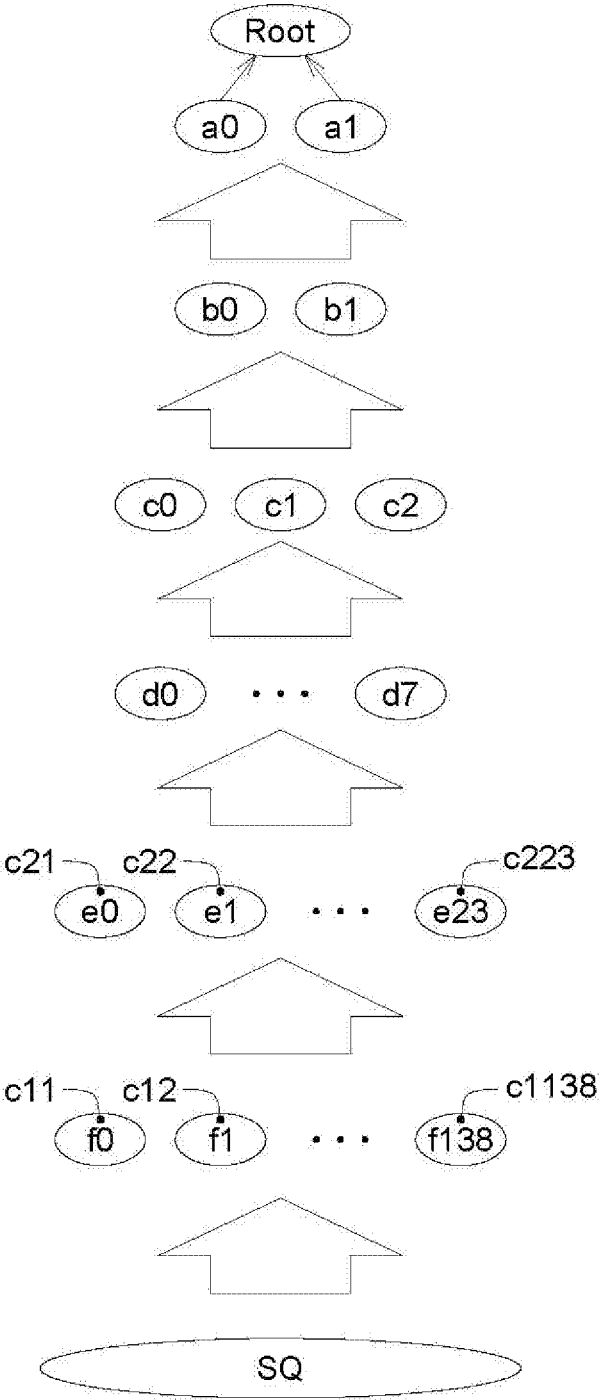 Root
a0 a1
b0 b1
c0 c1 c2
d0 • • • d7
c21 c22 c223
e0 e1 • • • e23
c11 c12 c1138
f0 f1 • • • f138
SQ